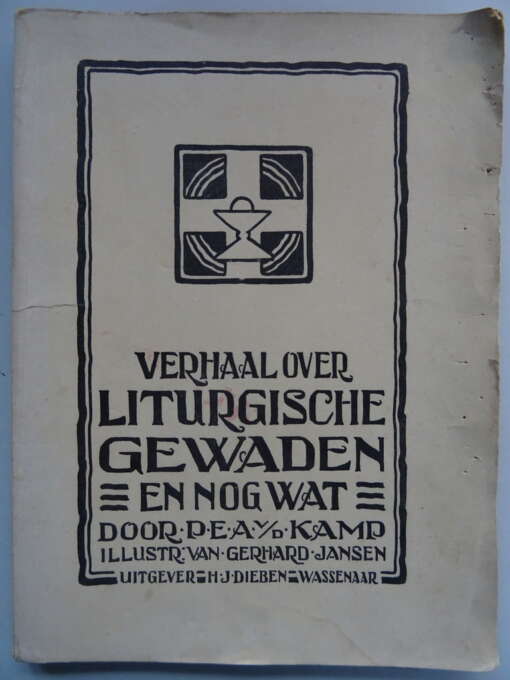 VERHAAL OVER
LITURGISCHE
GEWADEN
EN NOG WAT
DOOR · P · E · A · V/D · KAMP
ILLUSTR: VAN · GERHARD · JANSEN
UITGEVER = H · J · DIEBEN = WASSENAAR